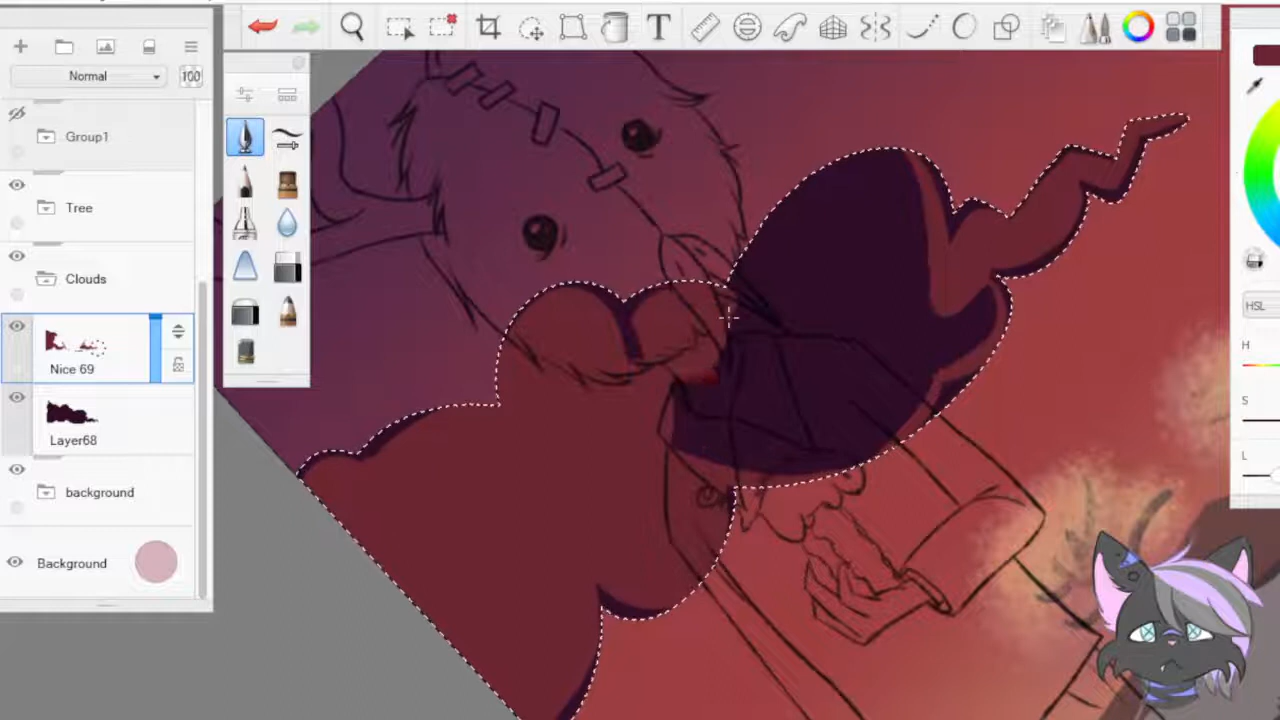 Normal
100
Group1
Tree
Clouds
Nice 69
Layer68
background
Background
T
HSL
H
S
L